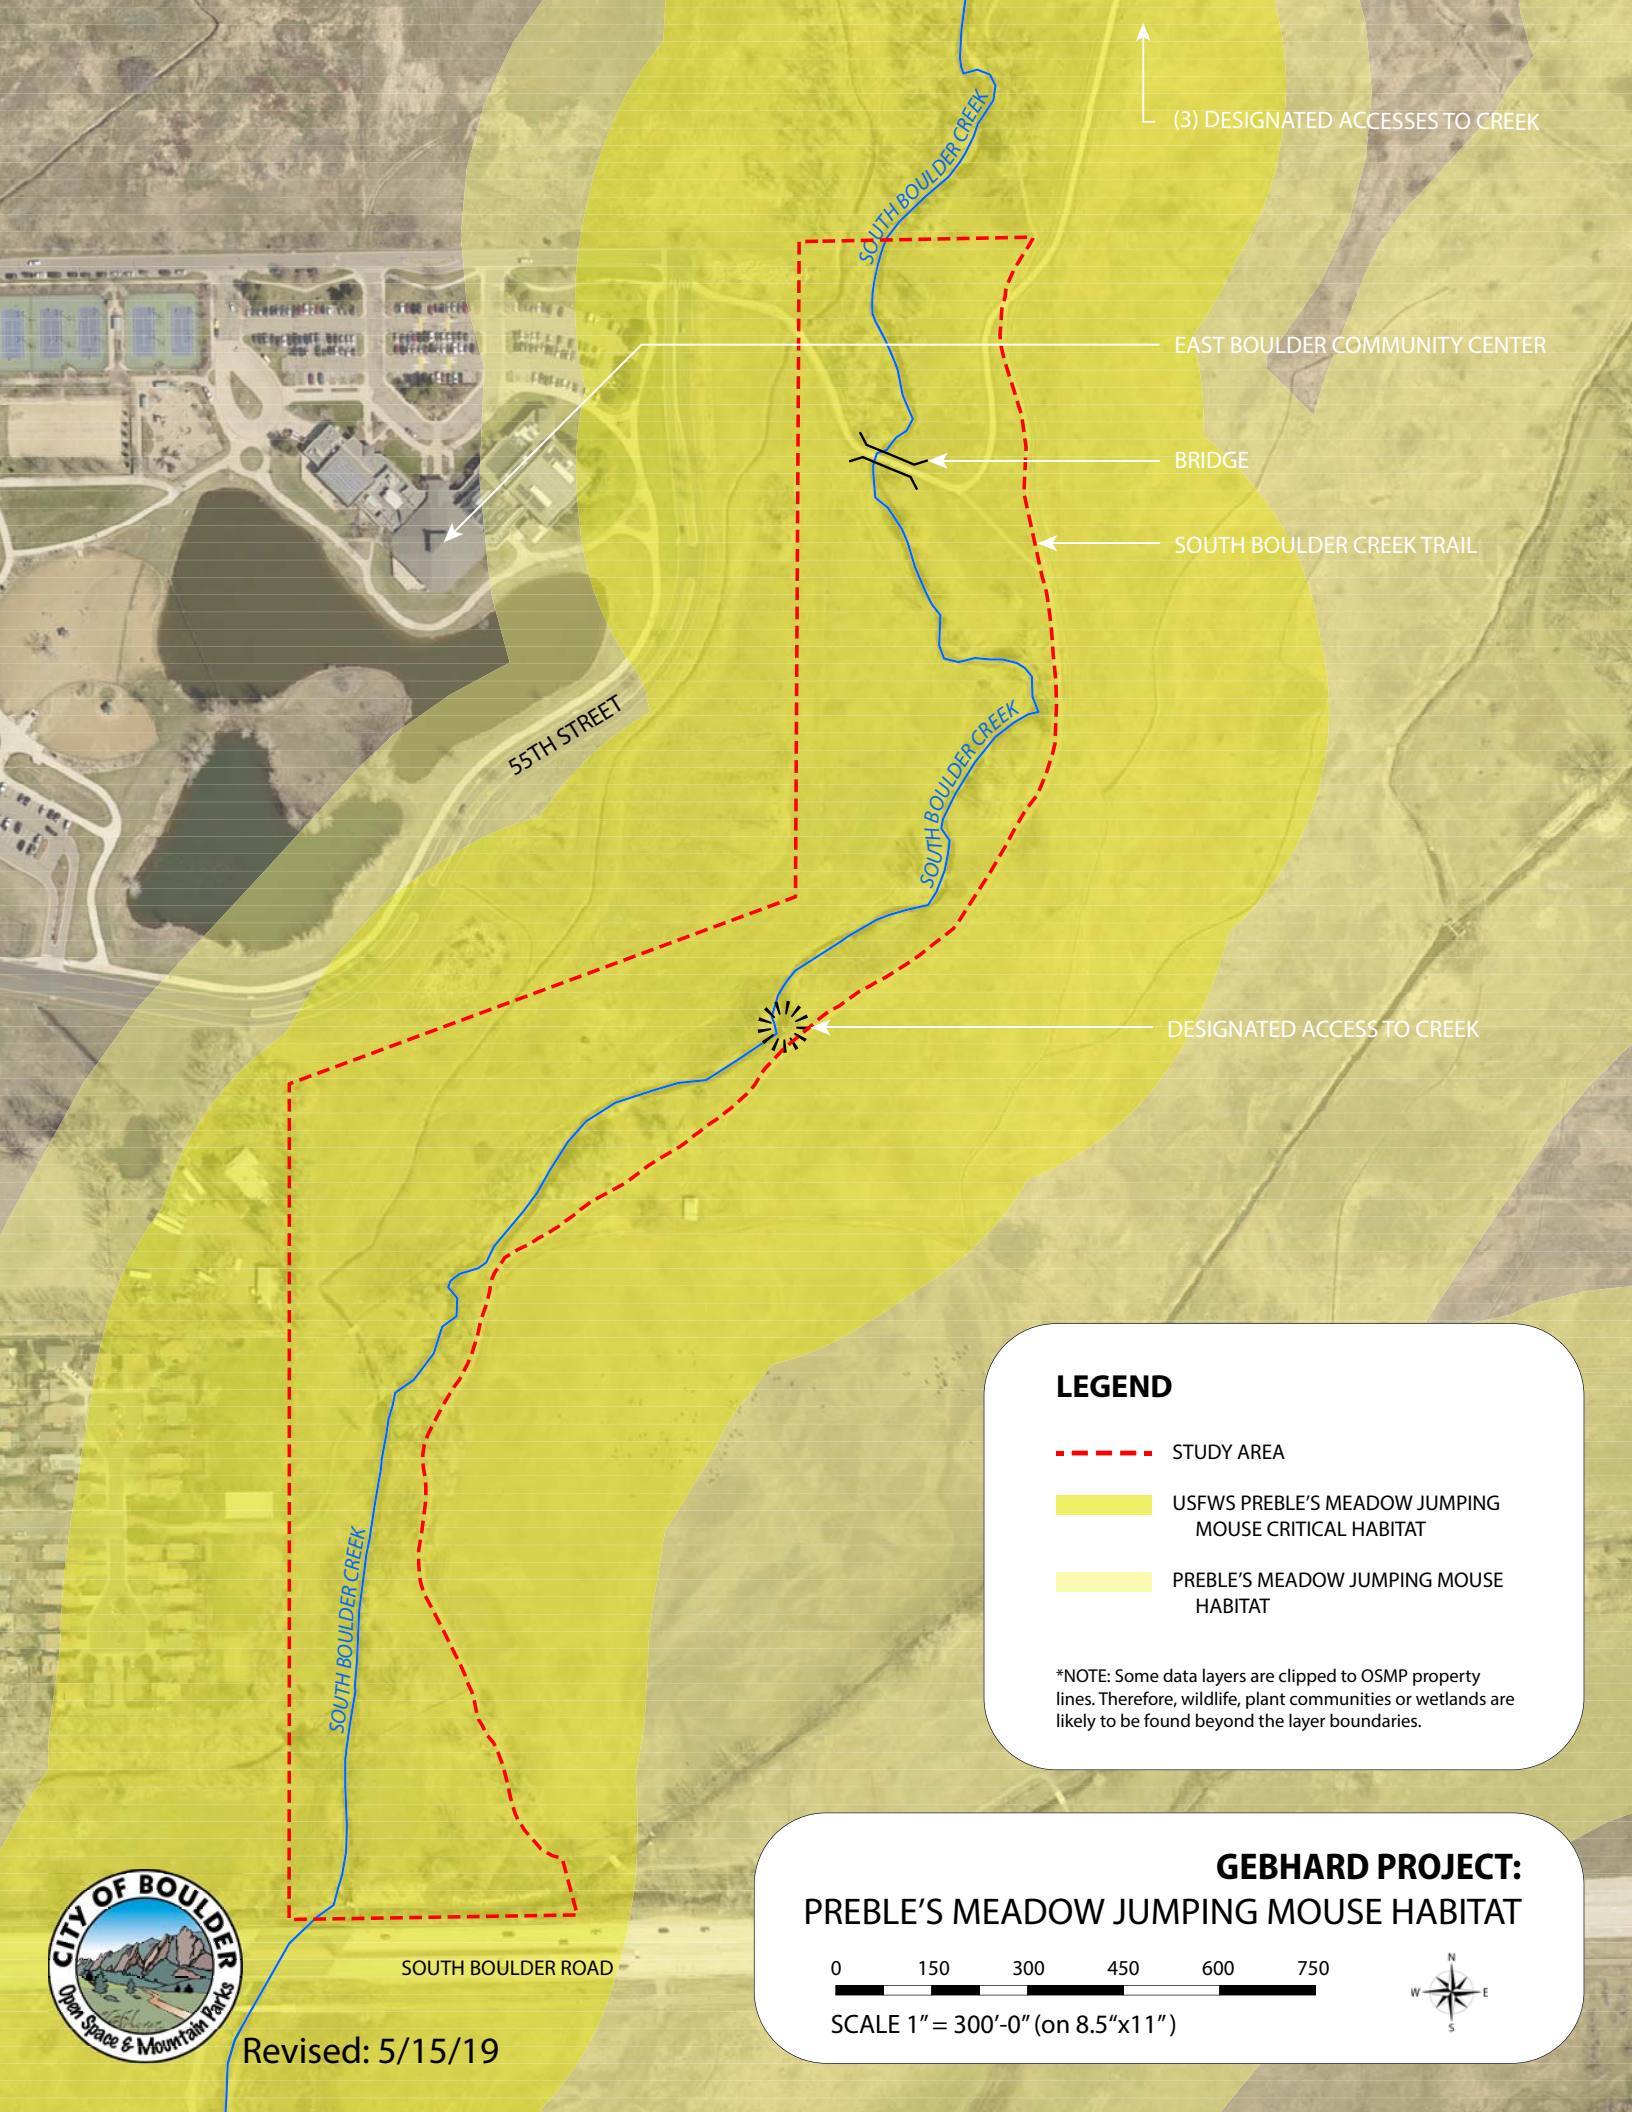 (3) DESIGNATED ACCESSES TO CREEK
SOUTH BOULDER CREEK
EAST BOULDER COMMUNITY CENTER
BRIDGE
SOUTH BOULDER CREEK TRAIL
55TH STREET
SOUTH BOULDER CREEK
DESIGNATED ACCESS TO CREEK
SOUTH BOULDER CREEK
LEGEND
STUDY AREA
USFWS PREBLE'S MEADOW JUMPING
MOUSE CRITICAL HABITAT
PREBLE'S MEADOW JUMPING MOUSE
HABITAT
*NOTE: Some data layers are clipped to OSMP property
lines. Therefore, wildlife, plant communities or wetlands are
likely to be found beyond the layer boundaries.
GEBHARD PROJECT:
PREBLE'S MEADOW JUMPING MOUSE HABITAT
0 150 300 450 600 750
SCALE 1" = 300'-0" (on 8.5"x11")
N
W E
S
SOUTH BOULDER ROAD
CITY OF BOULDER
Open Space & Mountain Parks
Revised: 5/15/19